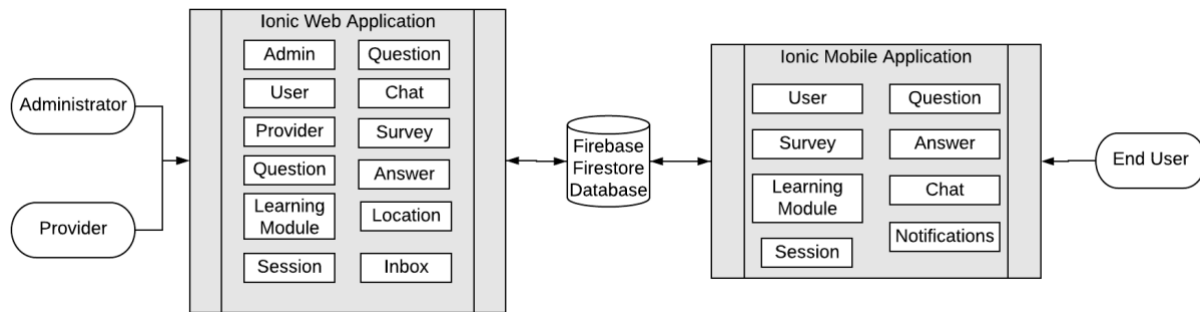 Administrator
Provider
Ionic Web Application
Admin
Question
User
Chat
Provider
Survey
Question
Answer
Learning
Module
Location
Session
Inbox
Firebase
Firestore
Database
Ionic Mobile Application
User
Question
Survey
Answer
Learning
Module
Chat
Notifications
Session
End User